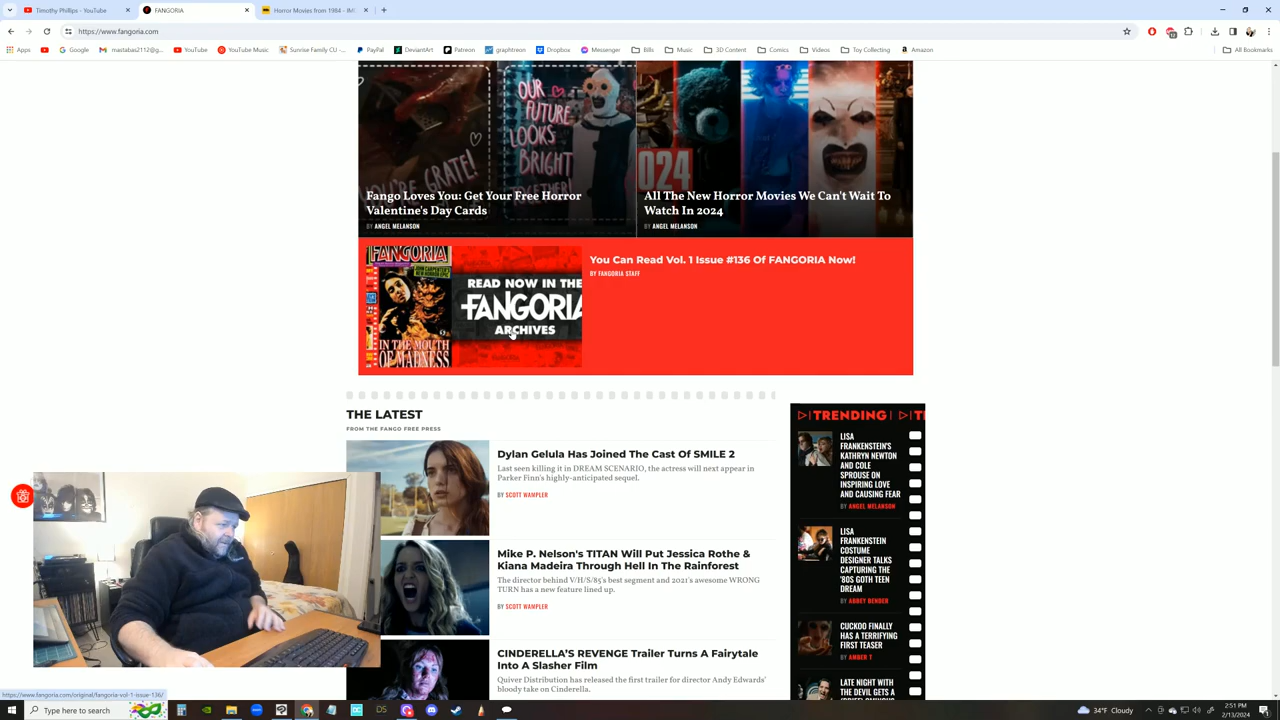 Timothy Phillips - YouTube
FANGORIA
Horror Movies from 1984 - IM
https://www.fangoria.com
Apps
Google
mastabas2112@g...
YouTube
YouTube Music
Sunrise Family CU -...
PayPal
DeviantArt
Patreon
graphtreon
Dropbox
Messenger
Bills
Music
3D Content
Comics
Videos
Toy Collecting
Amazon
All Bookmarks
YOU'RE
GRATE!
OUR
FUTURE
LOOKS
BRIGHT
TOGETHER!
024
Fango Loves You: Get Your Free Horror
Valentine's Day Cards
BY ANGEL MELANSON
All The New Horror Movies We Can't Wait To
Watch In 2024
BY ANGEL MELANSON
FANGORIA
IN THE MOUTH
OF MADNESS
READ NOW IN THE
FANGORIA
ARCHIVES
You Can Read Vol. 1 Issue #136 Of FANGORIA Now!
BY FANGORIA STAFF
THE LATEST
FROM THE FANGO FREE PRESS
Dylan Gelula Has Joined The Cast Of SMILE 2
Last seen killing it in DREAM SCENARIO, the actress will next appear in
Parker Finn's highly-anticipated sequel.
BY SCOTT WAMPLER
Mike P. Nelson's TITAN Will Put Jessica Rothe &
Kiana Madeira Through Hell In The Rainforest
The director behind V/H/S/85's best segment and 2021's awesome WRONG
TURN has a new feature lined up.
BY SCOTT WAMPLER
CINDERELLA'S REVENGE Trailer Turns A Fairytale
Into A Slasher Film
Quiver Distribution has released the first trailer for director Andy Edwards'
bloody take on Cinderella.
TRENDING
LISA
FRANKENSTEIN'S
KATHRYN NEWTON
AND COLE
SPROUSE ON
INSPIRING LOVE
AND CAUSING FEAR
BY ANGEL MELANSON
LISA
FRANKENSTEIN
COSTUME
DESIGNER TALKS
CAPTURING THE
'80S GOTH TEEN
DREAM
BY ABBEY BENDER
CUCKOO FINALLY
HAS A TERRIFYING
FIRST TEASER
BY AMBER T
LATE NIGHT WITH
THE DEVIL GETS A
https://www.fangoria.com/original/fangoria-vol-1-issue-136/
Type here to search
34°F Cloudy
2:51 PM
2/13/2024